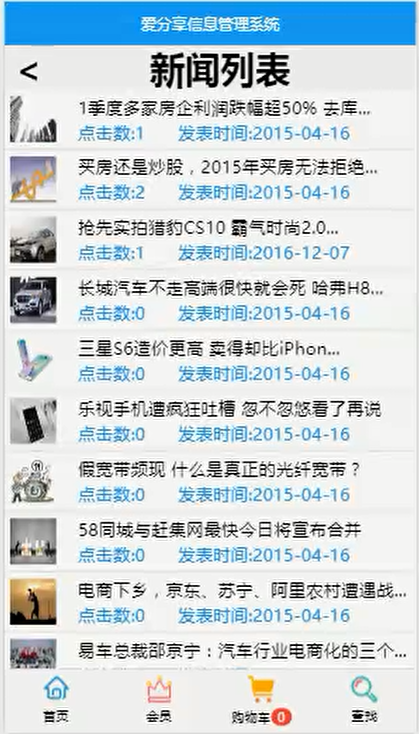 爱分享信息管理系统
< 新闻列表
1季度多家房企利润跌幅超50% 去库...
点击数:1 发表时间:2015-04-16
买房还是炒股，2015年买房无法拒绝...
点击数:2 发表时间:2015-04-16
抢先实拍猎豹CS10 霸气时尚2.0...
点击数:1 发表时间:2016-12-07
长城汽车不走高端很快就会死 哈弗H8...
点击数:0 发表时间:2015-04-16
三星S6造价更高 卖得却比iPhon...
点击数:0 发表时间:2015-04-16
乐视手机遭疯狂吐槽 忽不忽悠看了再说
点击数:0 发表时间:2015-04-16
假宽带频现 什么是真正的光纤宽带？
点击数:0 发表时间:2015-04-16
58同城与赶集网最快今日将宣布合并
点击数:0 发表时间:2015-04-16
电商下乡，京东、苏宁、阿里农村遭遇战...
点击数:0 发表时间:2015-04-16
易车总裁邵京宁：汽车行业电商化的三个...
首页 会员 购物车 0 查找